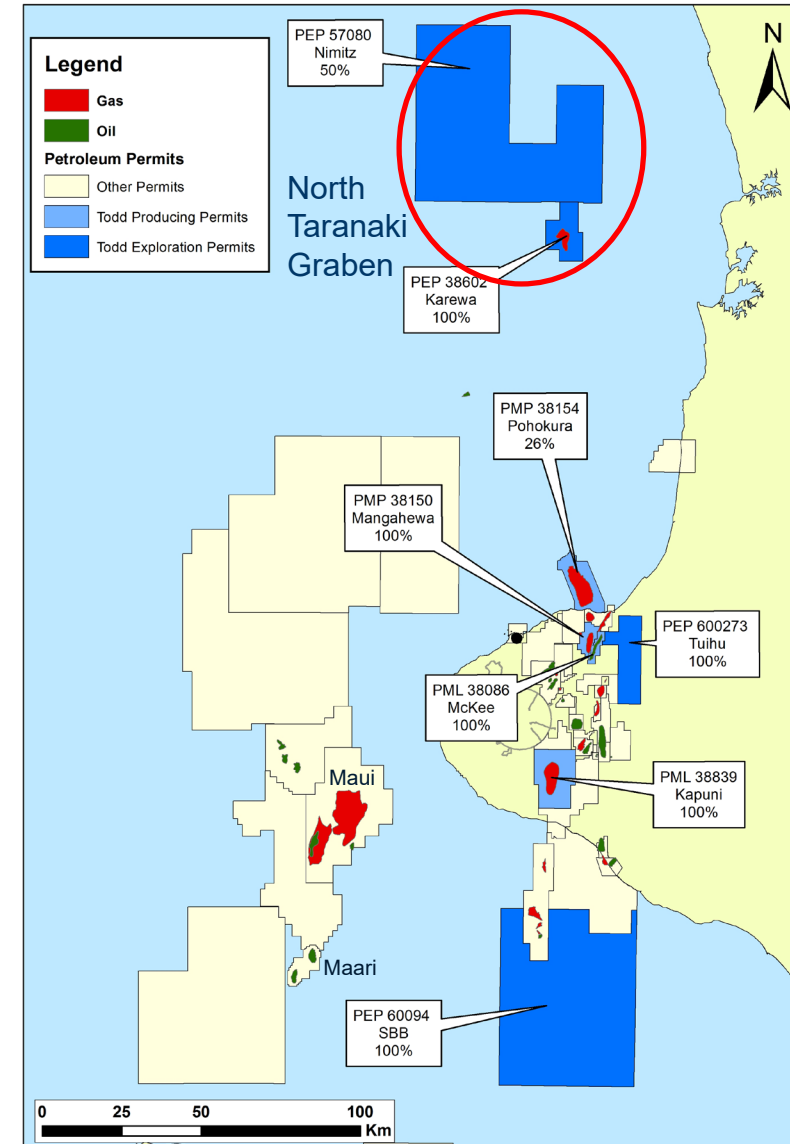 PEP 57080
Nimitz
50%
N
Legend
Gas
Oil
Petroleum Permits
Other Permits
Todd Producing Permits
Todd Exploration Permits
North
Taranaki
Graben
PEP 38602
Karewa
100%
PMP 38154
Pohokura
26%
PMP 38150
Mangahewa
100%
PEP 600273
Tuihu
100%
PML 38086
McKee
100%
Maui
PML 38839
Kapuni
100%
Maari
PEP 60094
SBB
100%
0 25 50 100
Km